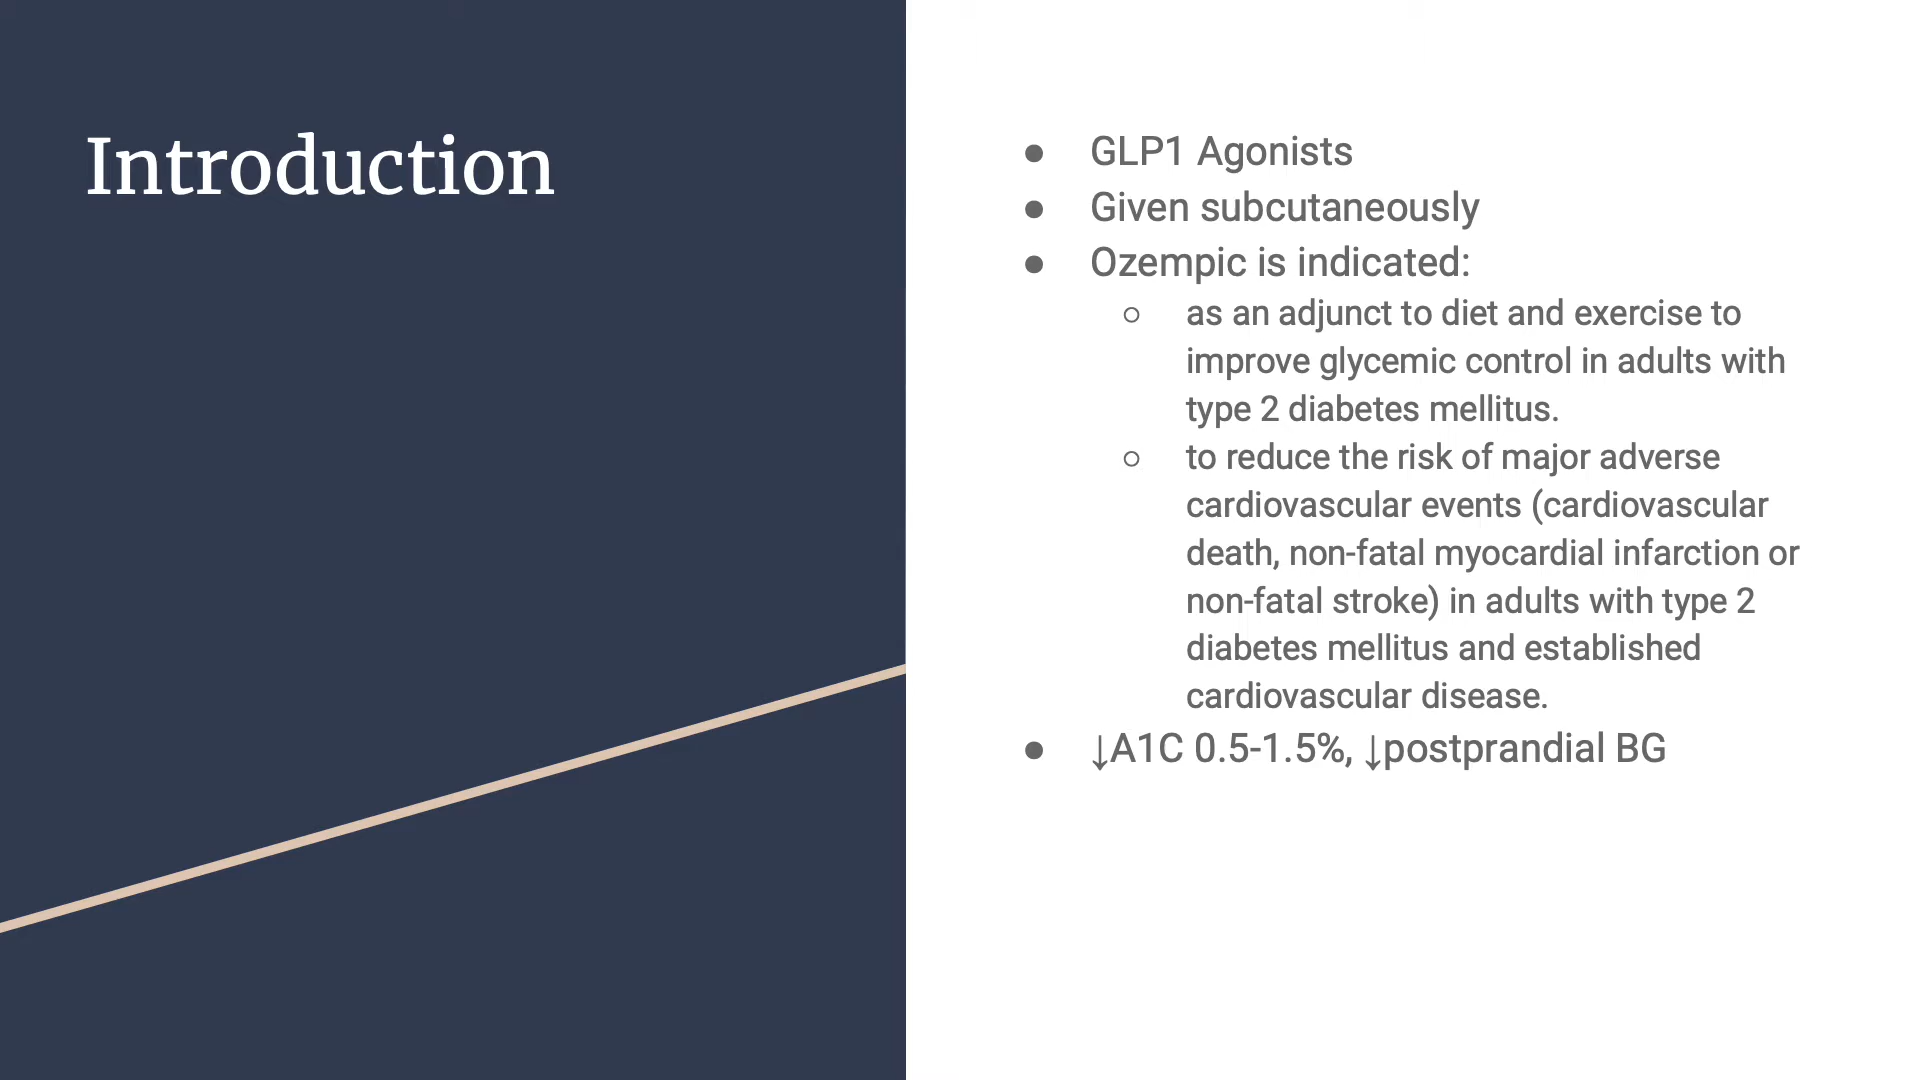 Introduction
● GLP1 Agonists
● Given subcutaneously
● Ozempic is indicated:
○ as an adjunct to diet and exercise to
improve glycemic control in adults with
type 2 diabetes mellitus.
○ to reduce the risk of major adverse
cardiovascular events (cardiovascular
death, non-fatal myocardial infarction or
non-fatal stroke) in adults with type 2
diabetes mellitus and established
cardiovascular disease.
● ↓A1C 0.5-1.5%, ↓postprandial BG